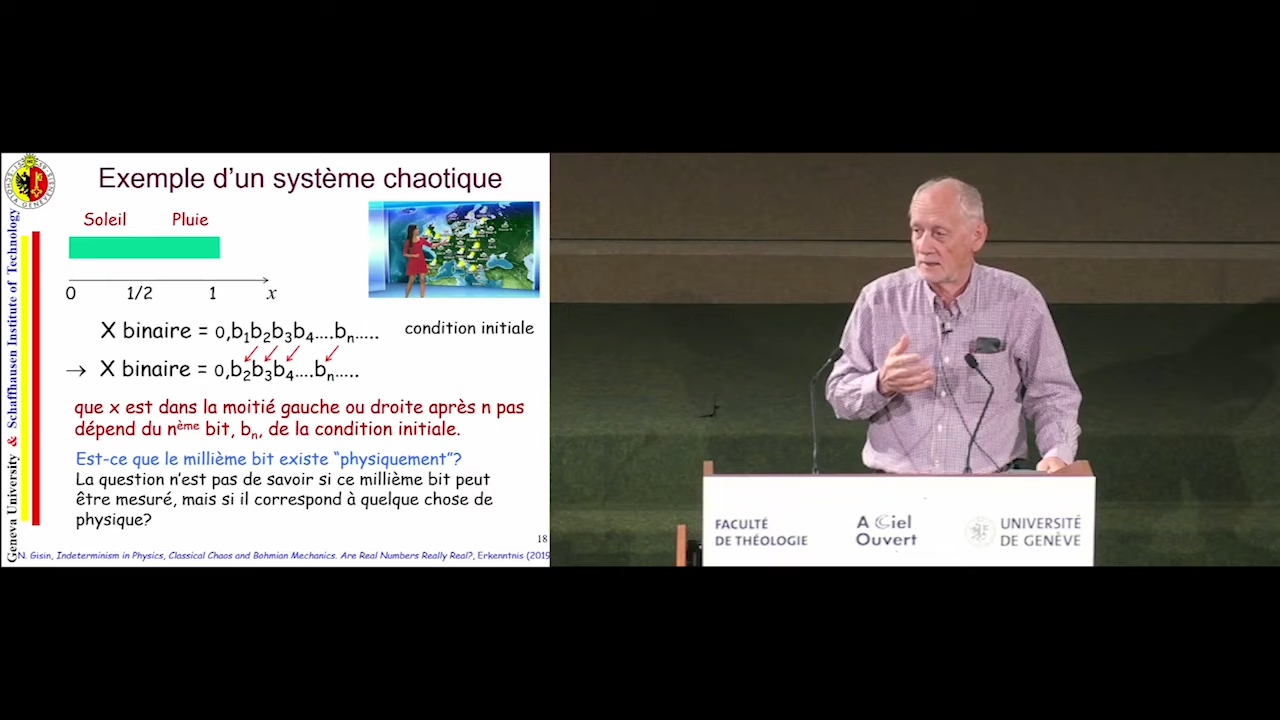 Exemple d'un système chaotique
Soleil Pluie
0 1/2 1 x
X binaire = 0,b1b2b3b4....bn..... condition initiale
→ X binaire = 0,b2b3b4....bn.....
que x est dans la moitié gauche ou droite après n pas
dépend du nème bit, bn, de la condition initiale.
Est-ce que le millième bit existe “physiquement”?
La question n'est pas de savoir si ce millième bit peut
être mesuré, mais si il correspond à quelque chose de
physique?
18
N. Gisin, Indeterminism in Physics, Classical Chaos and Bohmian Mechanics. Are Real Numbers Really Real?, Erkenntnis (2019
Geneva University & Schaffhausen Institute of Technology
FACULTÉ
DE THÉOLOGIE
A Ciel
Ouvert
UNIVERSITÉ
DE GENÈVE